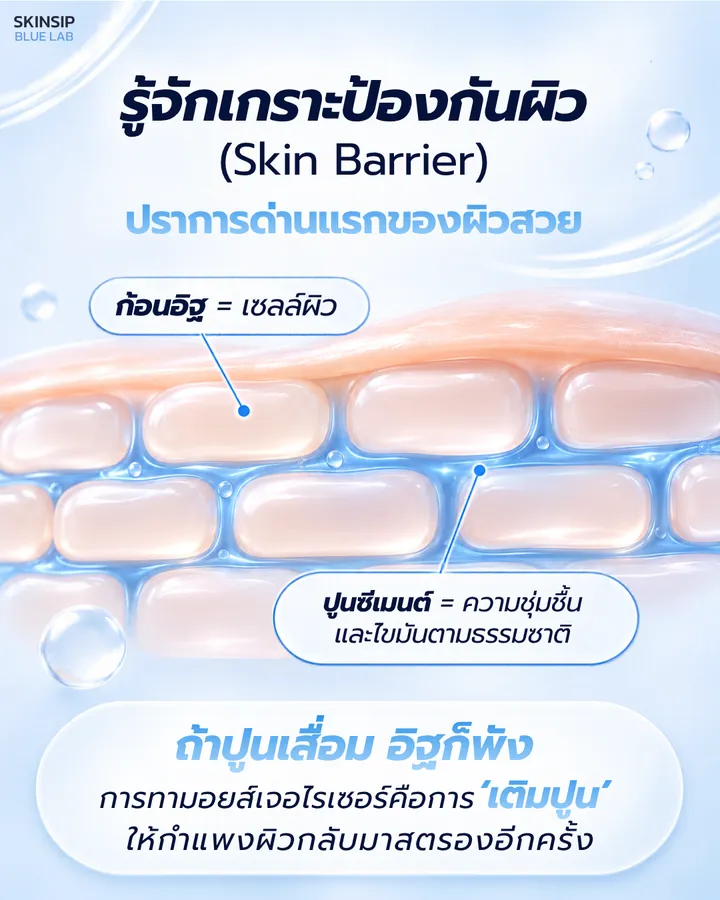 SKINSIP
BLUE LAB
รู้จักเกราะป้องกันผิว
(Skin Barrier)
ปราการด่านแรกของผิวสวย
ก้อนอิฐ = เซลล์ผิว
ปูนซีเมนต์ = ความชุ่มชื้น
และไขมันตามธรรมชาติ
ถ้าปูนเสื่อม อิฐก็พัง
การทามอยส์เจอไรเซอร์คือการ ‘เติมปูน’
ให้กำแพงผิวกลับมาสตรองอีกครั้ง